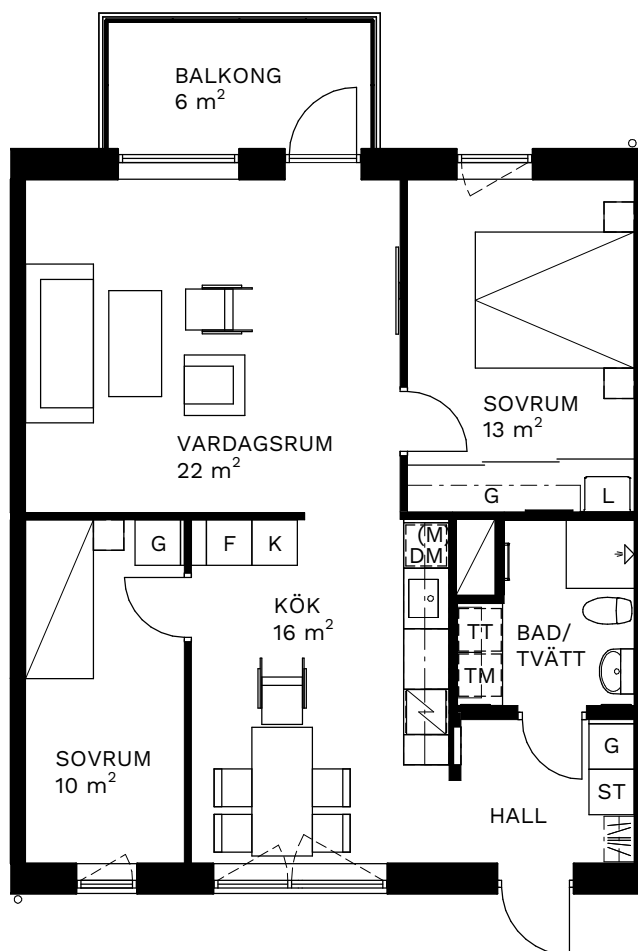 BALKONG
6 m²
SOVRUM
13 m²
VARDAGSRUM
22 m²
G
L
G
F
K
(M
DM
KÖK
16 m²
TT
TM
BAD/
TVÄTT
SOVRUM
10 m²
G
ST
HALL